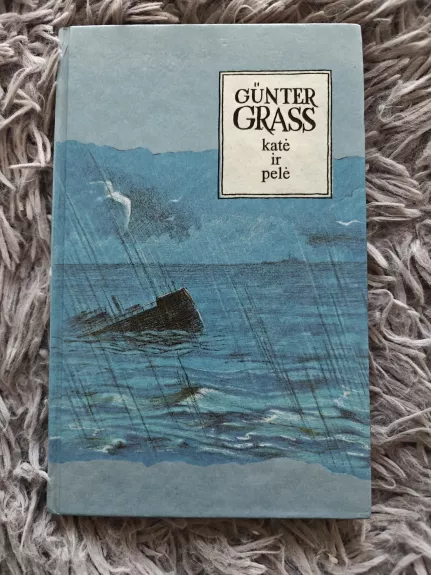 GÜNTER
GRASS
katė
ir
pelė